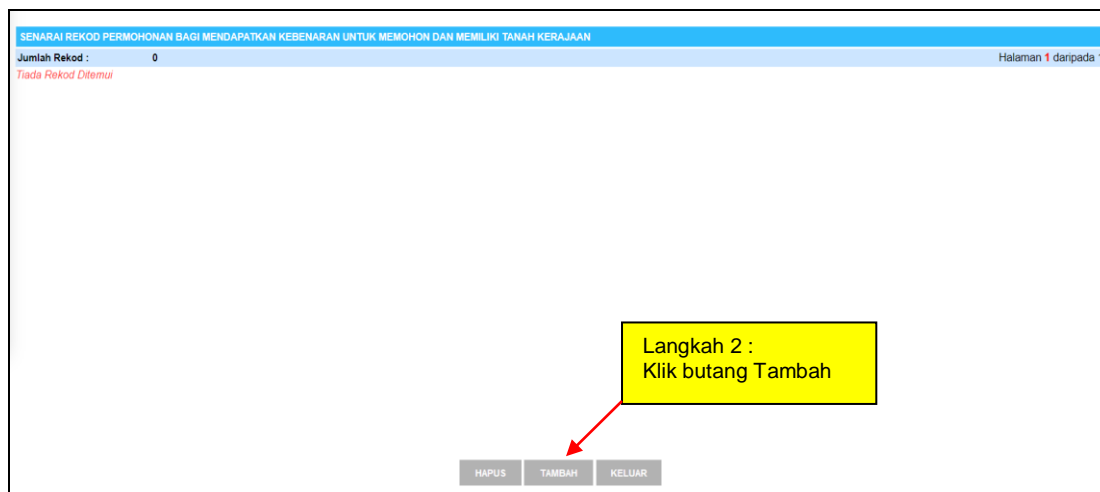 SENARAI REKOD PERMOHONAN BAGI MENDAPATKAN KEBENARAN UNTUK MEMOHON DAN MEMILIKI TANAH KERAJAAN
Jumlah Rekod : 0 Halaman 1 daripada 1
Tiada Rekod Ditemui
Langkah 2 :
Klik butang Tambah
HAPUS TAMBAH KELUAR